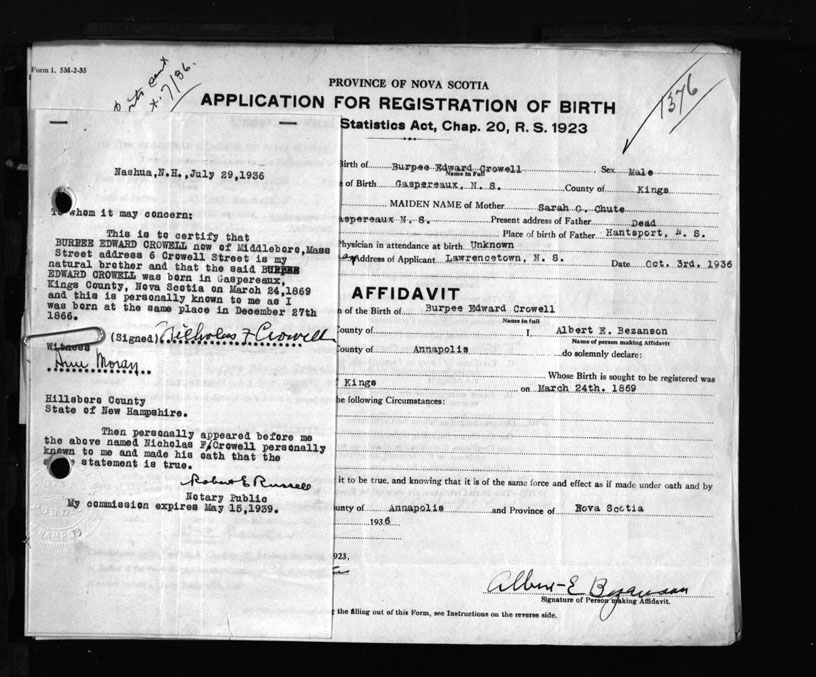 Form 1. 5M-2-35
7/36.
1376
PROVINCE OF NOVA SCOTIA
APPLICATION FOR REGISTRATION OF BIRTH
Statistics Act, Chap. 20, R. S. 1923
Birth of Burpee Edward Crowell Sex Male
Name in Full
of Birth Gaspereaux, N. S. County of Kings
MAIDEN NAME of Mother Sarah C. Chute
aspereaux N. S. Present address of Father Dead
Place of birth of Father Hantsport, N. S.
Physician in attendance at birth Unknown
Address of Applicant Lawrencetown, N. S. Date Oct. 3rd. 1936
AFFIDAVIT
of the Birth of Burpee Edward Crowell
Name in full
County of I, Albert E. Bezanson
Name of person making Affidavit
County of Annapolis do solemnly declare:
Whose Birth is sought to be registered was
Kings on March 24th. 1869
the following Circumstances:
it to be true, and knowing that it is of the same force and effect as if made under oath and by
County of Annapolis and Province of Nova Scotia
1936
923,
Albert E Bezanson
Signature of Person making Affidavit.
the filling out of this Form, see Instructions on the reverse side.
Nashua,N.H.,July 29,1936
To whom it may concern:
This is to certify that
BURPEE EDWARD CROWELL now of Middleboro,Mass
Street address 6 Crowell Street is my
natural brother and that the said BURPEE
EDWARD CROWELL was born in Gaspereaux,
Kings County, Nova Scotia on March 24,1869
and this is personally known to me as I
was born at the same place in December 27th
1866.
(Signed) Nicholas F Crowell
Witness
Moran
Hillsboro County
State of New Hampshire.
Then personally appeared before me
the above named Nicholas F. Crowell personally
known to me and made his oath that the
statement is true.
Robert E Russell
Notary Public
My commission expires May 15,1939.